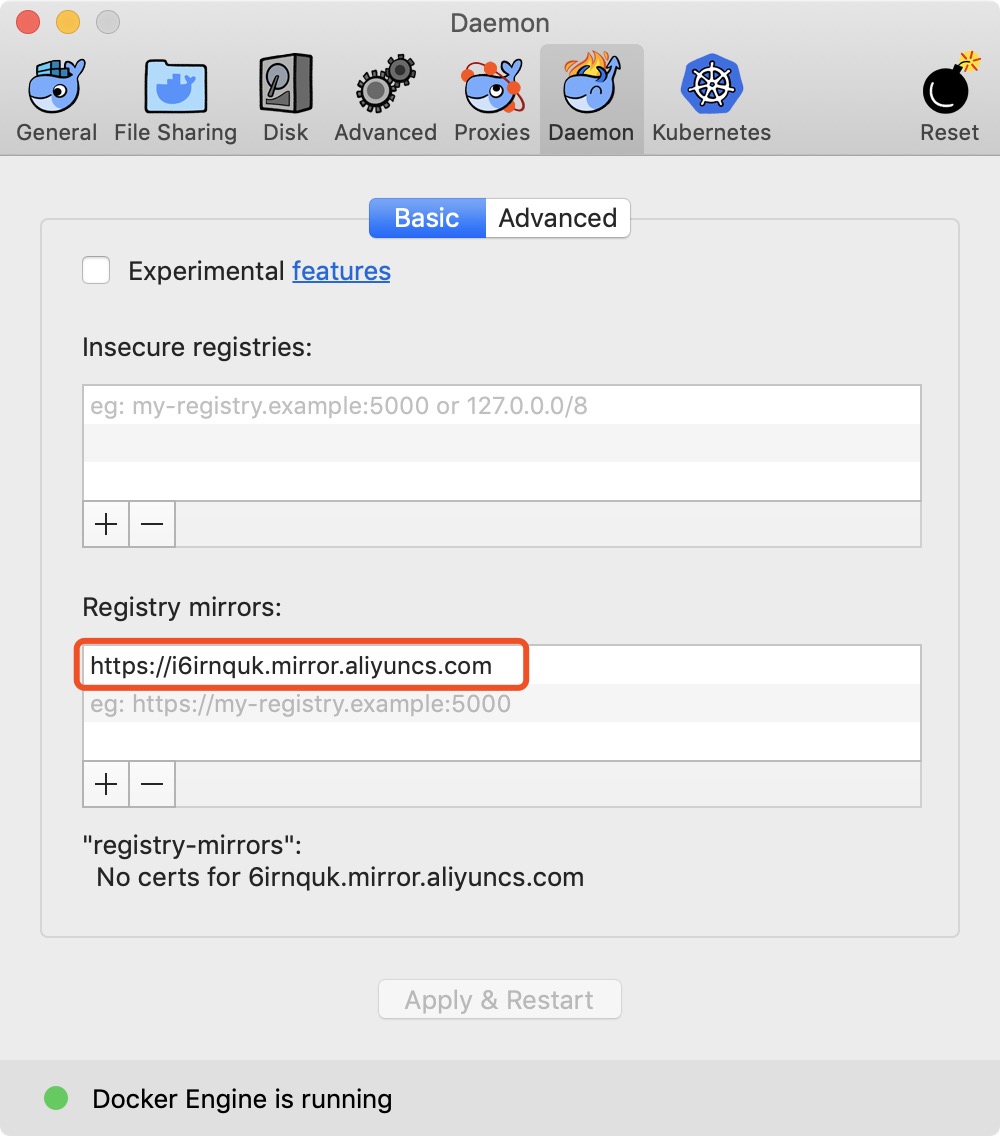 Daemon
General File Sharing Disk Advanced Proxies Daemon Kubernetes Reset
Basic Advanced
Experimental features
Insecure registries:
eg: my-registry.example:5000 or 127.0.0.0/8
Registry mirrors:
https://i6irnquk.mirror.aliyuncs.com
eg: https://my-registry.example:5000
"registry-mirrors":
No certs for 6irnquk.mirror.aliyuncs.com
Apply & Restart
Docker Engine is running